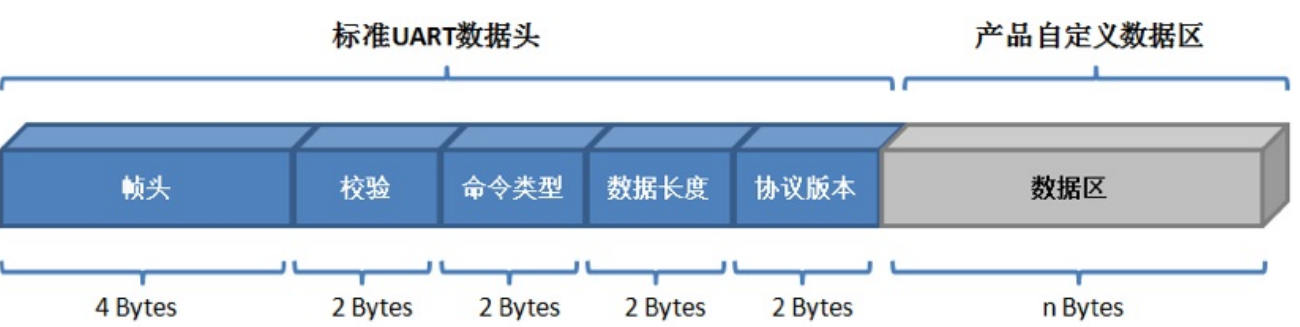 标准UART数据头 产品自定义数据区
帧头 校验 命令类型 数据长度 协议版本 数据区
4 Bytes 2 Bytes 2 Bytes 2 Bytes 2 Bytes n Bytes